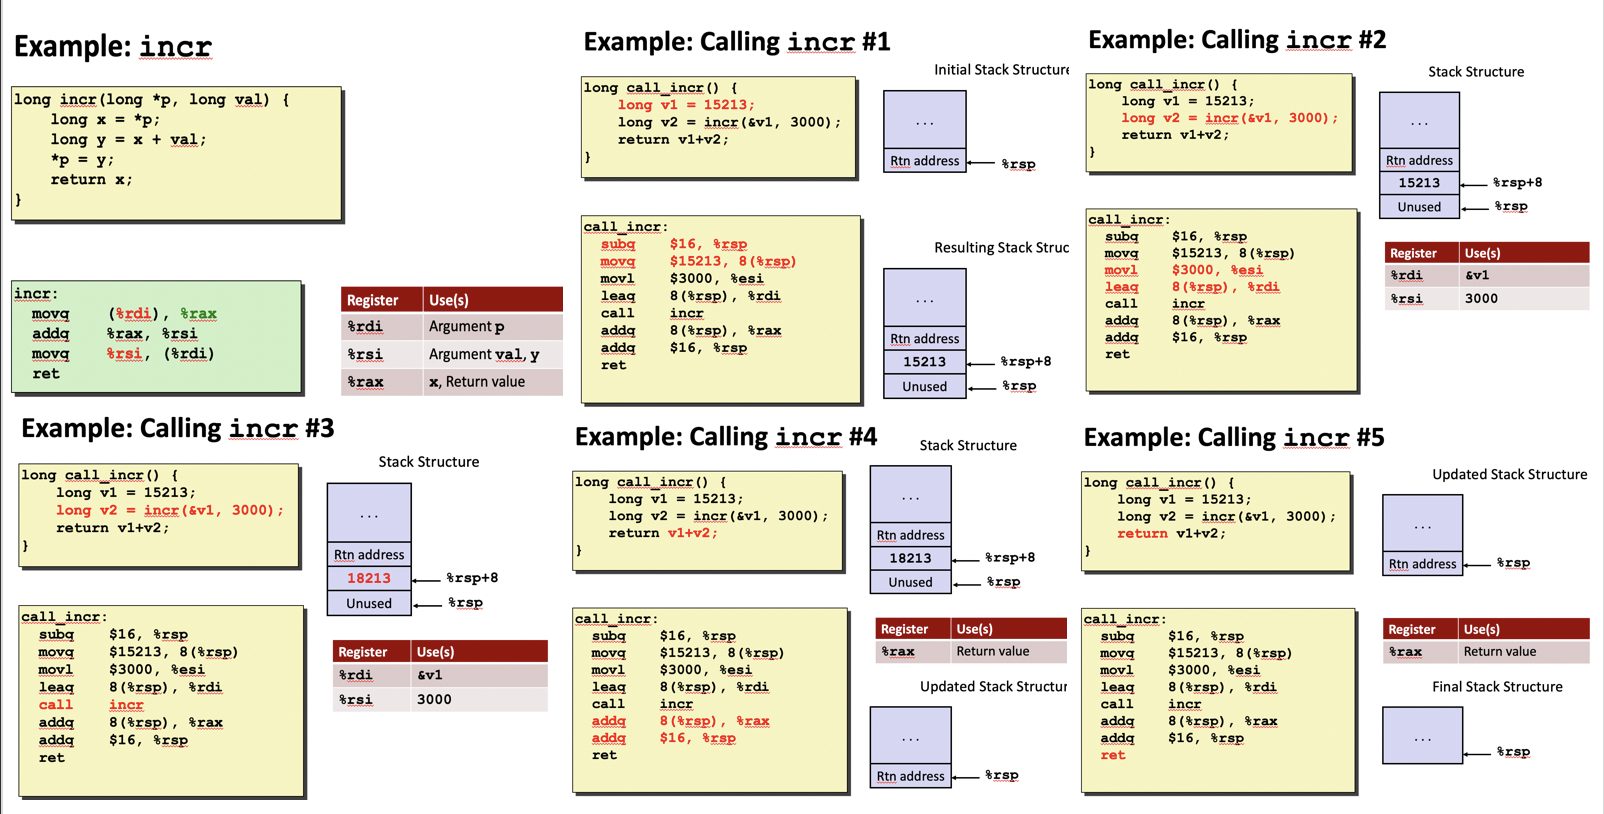 Example: incr
long incr(long *p, long val) {
long x = *p;
long y = x + val;
*p = y;
return x;
}
incr:
movq (%rdi), %rax
addq %rax, %rsi
movq %rsi, (%rdi)
ret
Register Use(s)
%rdi Argument p
%rsi Argument val, y
%rax x, Return value
Example: Calling incr #1
long call_incr() {
long v1 = 15213;
long v2 = incr(&v1, 3000);
return v1+v2;
}
call_incr:
subq $16, %rsp
movq $15213, 8(%rsp)
movl $3000, %esi
leaq 8(%rsp), %rdi
call incr
addq 8(%rsp), %rax
addq $16, %rsp
ret
Initial Stack Structure
...
Rtn address
%rsp
Resulting Stack Struc
...
Rtn address
15213
%rsp+8
Unused
%rsp
Example: Calling incr #2
long call_incr() {
long v1 = 15213;
long v2 = incr(&v1, 3000);
return v1+v2;
}
call_incr:
subq $16, %rsp
movq $15213, 8(%rsp)
movl $3000, %esi
leaq 8(%rsp), %rdi
call incr
addq 8(%rsp), %rax
addq $16, %rsp
ret
Stack Structure
...
Rtn address
15213
%rsp+8
Unused
%rsp
Register Use(s)
%rdi &v1
%rsi 3000
Example: Calling incr #3
long call_incr() {
long v1 = 15213;
long v2 = incr(&v1, 3000);
return v1+v2;
}
call_incr:
subq $16, %rsp
movq $15213, 8(%rsp)
movl $3000, %esi
leaq 8(%rsp), %rdi
call incr
addq 8(%rsp), %rax
addq $16, %rsp
ret
Stack Structure
...
Rtn address
18213
%rsp+8
Unused
%rsp
Register Use(s)
%rdi &v1
%rsi 3000
Example: Calling incr #4
long call_incr() {
long v1 = 15213;
long v2 = incr(&v1, 3000);
return v1+v2;
}
call_incr:
subq $16, %rsp
movq $15213, 8(%rsp)
movl $3000, %esi
leaq 8(%rsp), %rdi
call incr
addq 8(%rsp), %rax
addq $16, %rsp
ret
Stack Structure
...
Rtn address
18213
%rsp+8
Unused
%rsp
Register Use(s)
%rax Return value
Updated Stack Structur
...
Rtn address
%rsp
Example: Calling incr #5
long call_incr() {
long v1 = 15213;
long v2 = incr(&v1, 3000);
return v1+v2;
}
call_incr:
subq $16, %rsp
movq $15213, 8(%rsp)
movl $3000, %esi
leaq 8(%rsp), %rdi
call incr
addq 8(%rsp), %rax
addq $16, %rsp
ret
Updated Stack Structure
...
Rtn address
%rsp
Register Use(s)
%rax Return value
Final Stack Structure
...
%rsp